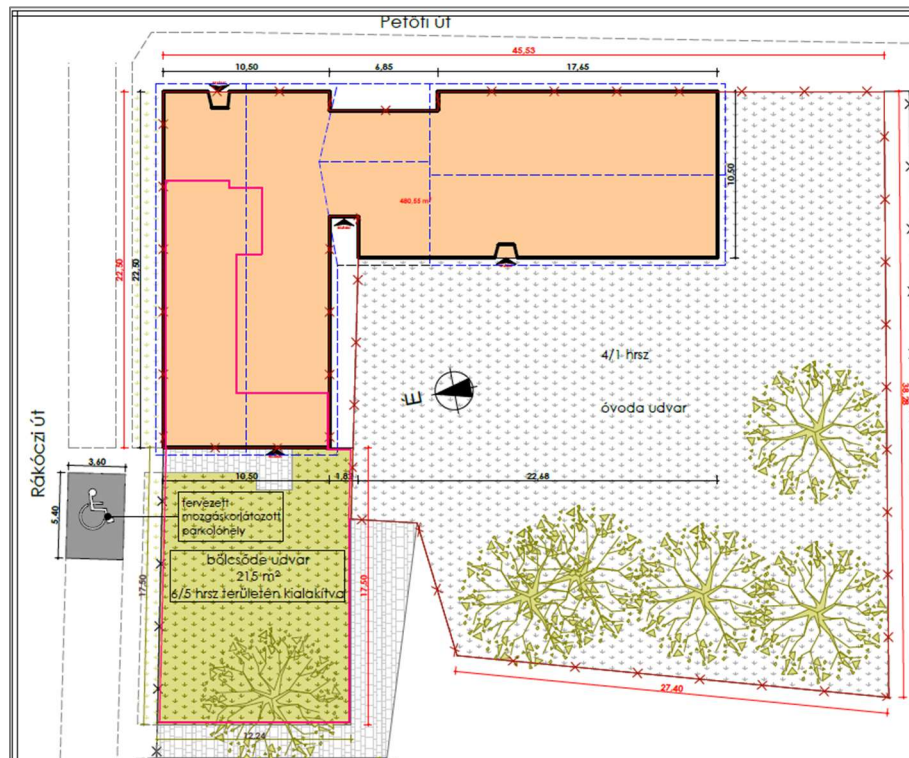 Petőfi út
45,53
10,50
6,85
17,65
22,50
22,50
10,50
480,55 m
38,28
4/1 hrsz
óvoda udvar
É
Rákóczi út
3,60
5,40
10,50
1,83
22,68
tervezett
mozgáskorlátozott
parkolóhely
bölcsőde udvar
215 m²
6/5 hrsz területén kialakítva
17,50
17,50
27,40
12,24